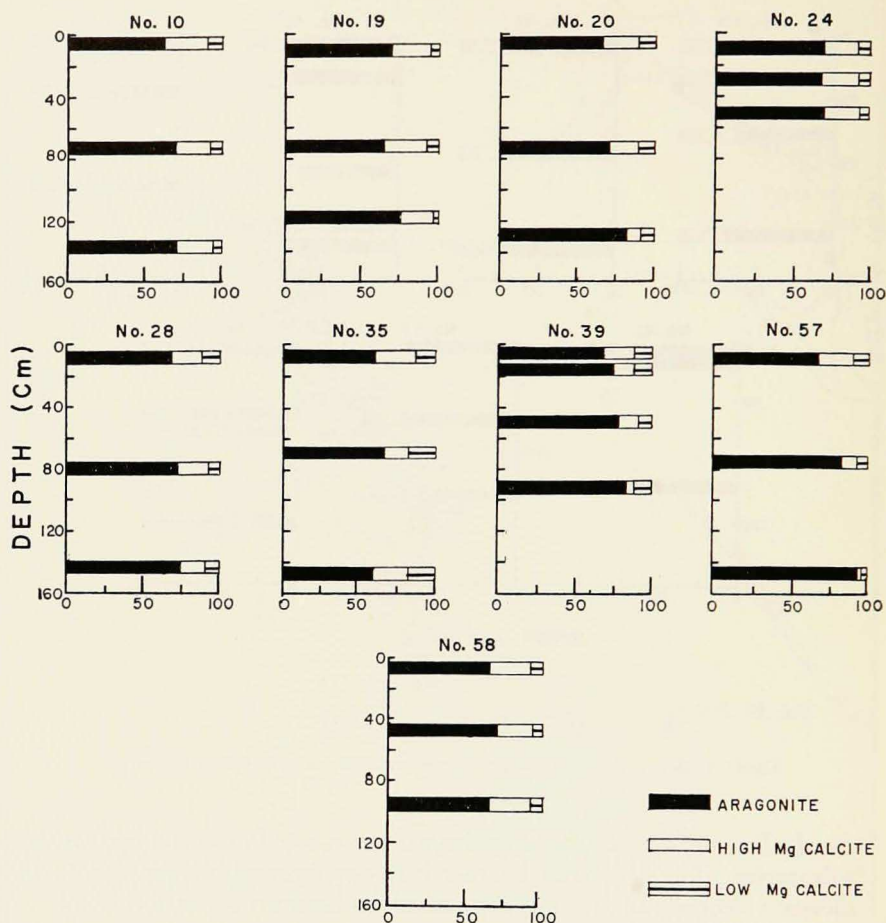 No. 10 No. 19 No. 20 No. 24
0
40
80
120
160
0 50 100 0 50 100 0 50 100 0 50 100
No. 28 No. 35 No. 39 No. 57
DEPTH (Cm)
0
40
80
120
160
0 50 100 0 50 100 0 50 100 0 50 100
No. 58
0
40
80
120
160
0 50 100
ARAGONITE
HIGH Mg CALCITE
LOW Mg CALCITE